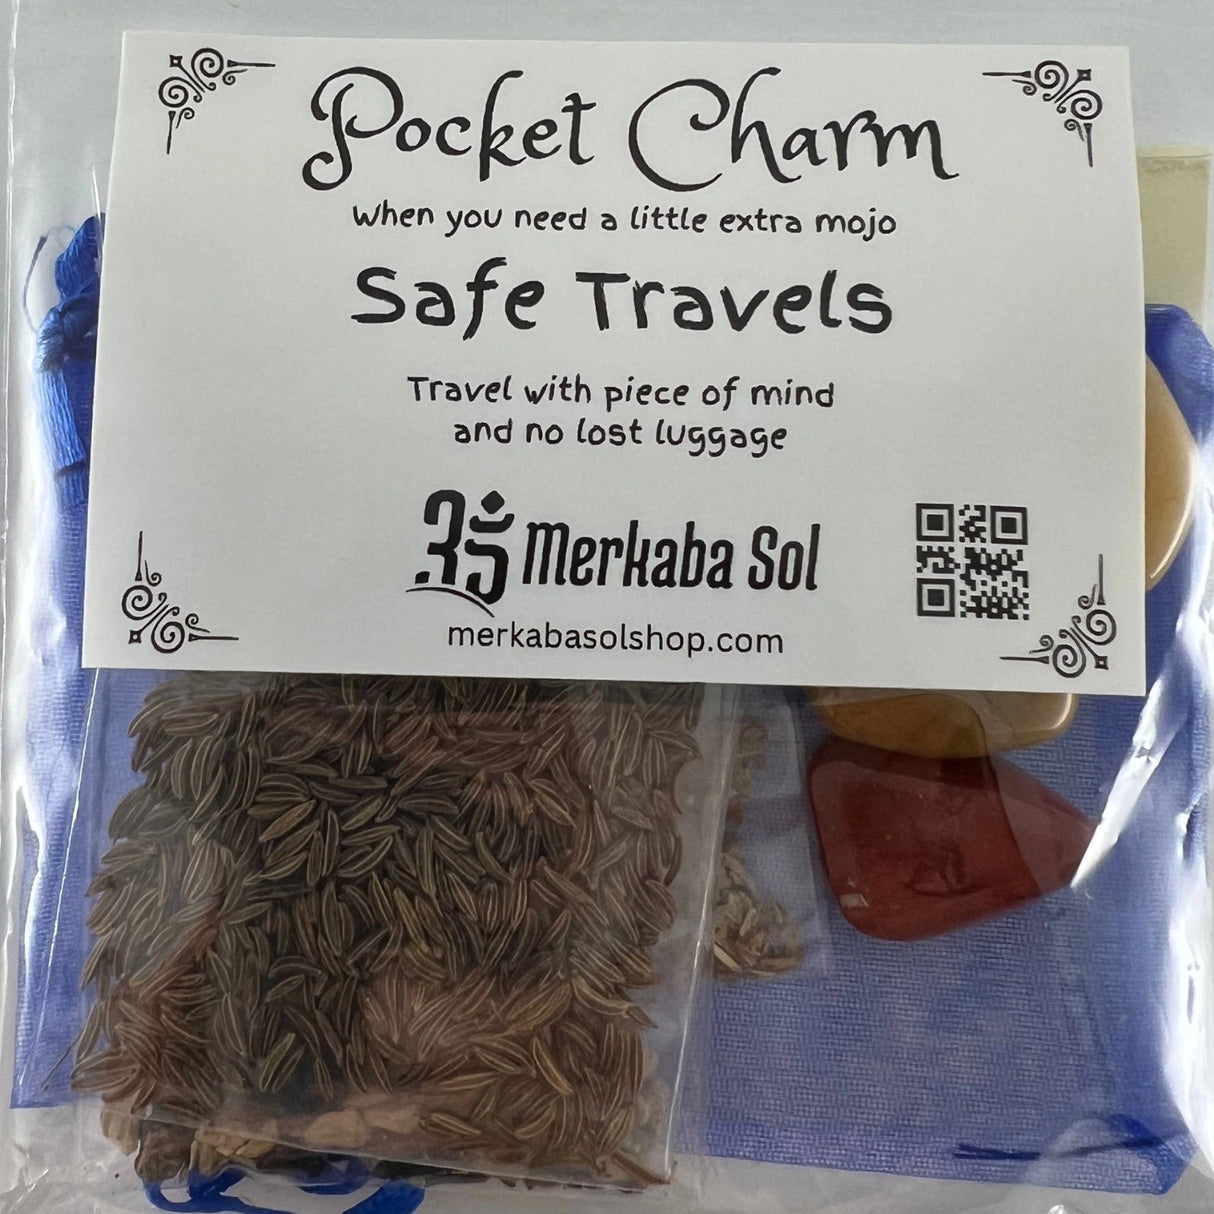 Pocket Charm
When you need a little extra mojo
Safe Travels
Travel with piece of mind
and no lost luggage
Merkaba Sol
merkabasolshop.com